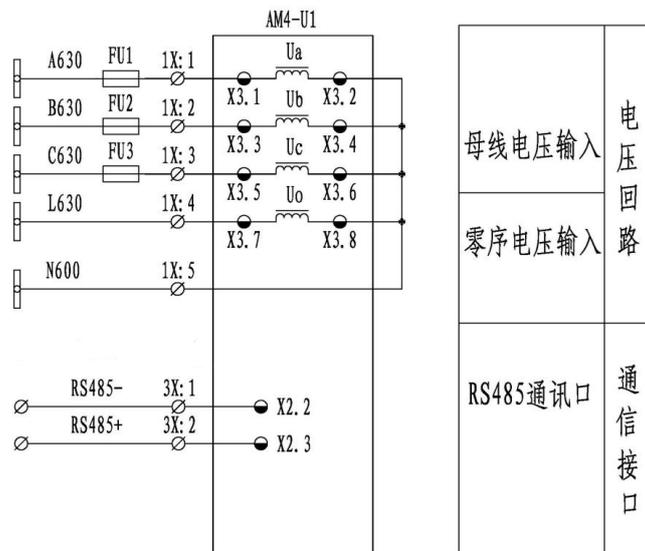 AM4-U1
A630 FU1 1X:1 Ua
X3.1 X3.2
B630 FU2 1X:2 Ub
X3.3 X3.4
C630 FU3 1X:3 Uc
X3.5 X3.6
L630 1X:4 Uo
X3.7 X3.8
N600 1X:5
RS485- 3X:1 X2.2
RS485+ 3X:2 X2.3
母线电压输入
零序电压输入
电压回路
RS485通讯口
通信接口